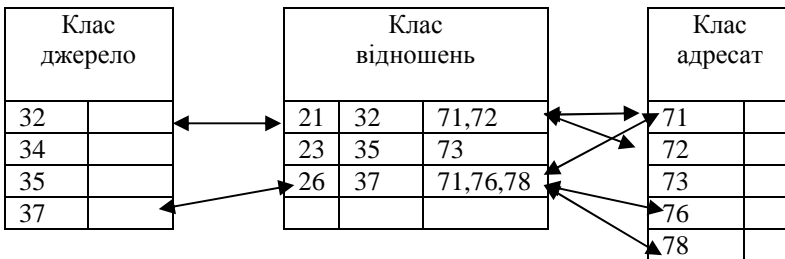 Клас
джерело
32
34
35
37
Клас
відношень
21 32 71,72
23 35 73
26 37 71,76,78
Клас
адресат
71
72
73
76
78